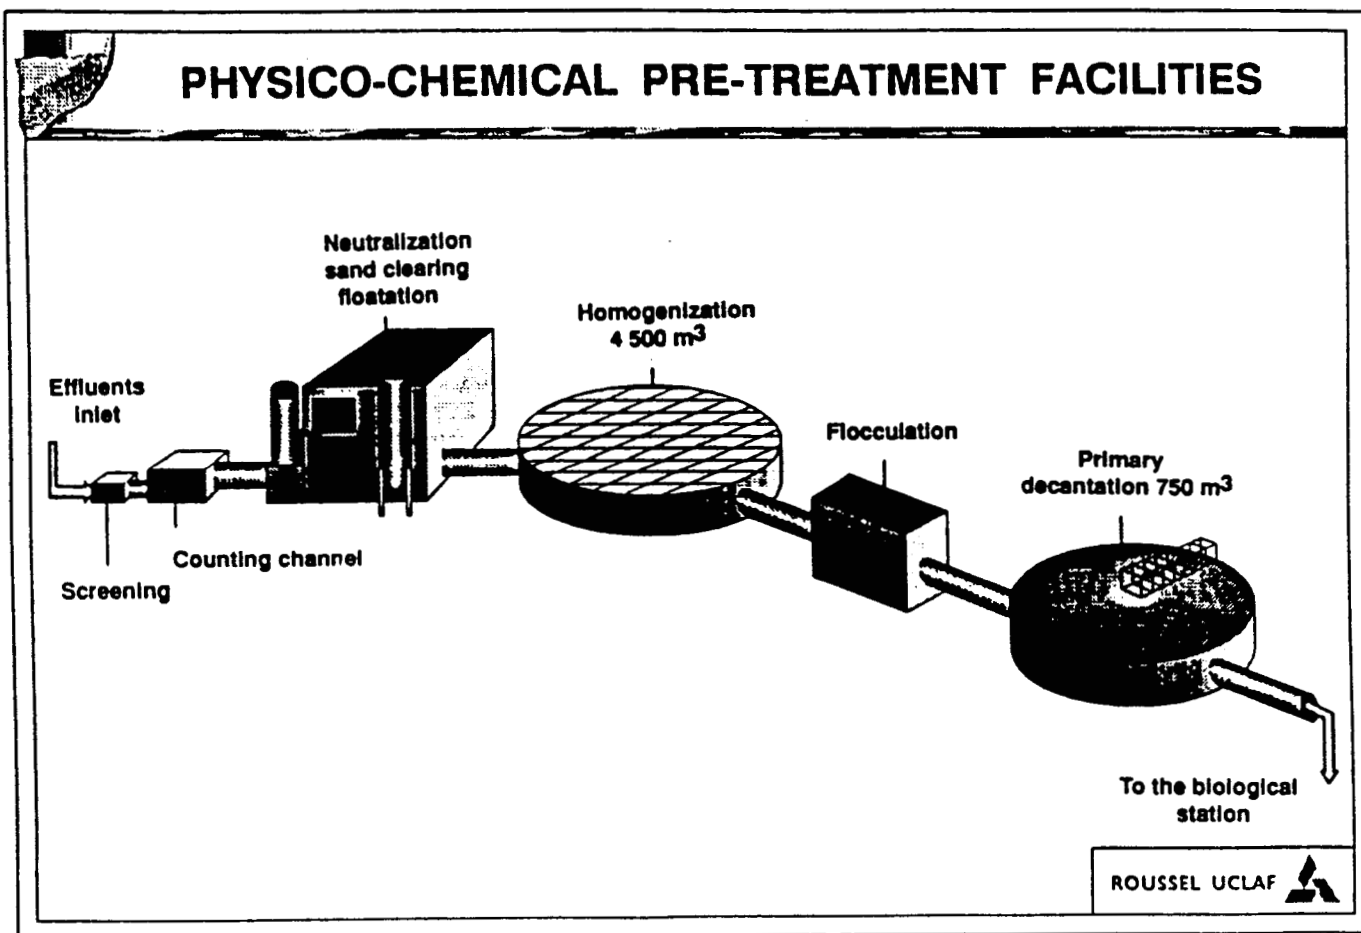 PHYSICO-CHEMICAL PRE-TREATMENT FACILITIES
Neutralization
sand clearing
floatation
Homogenization
4 500 m³
Effluents
inlet
Flocculation
Primary
decantation 750 m³
Counting channel
Screening
To the biological
station
ROUSSEL UCLAF